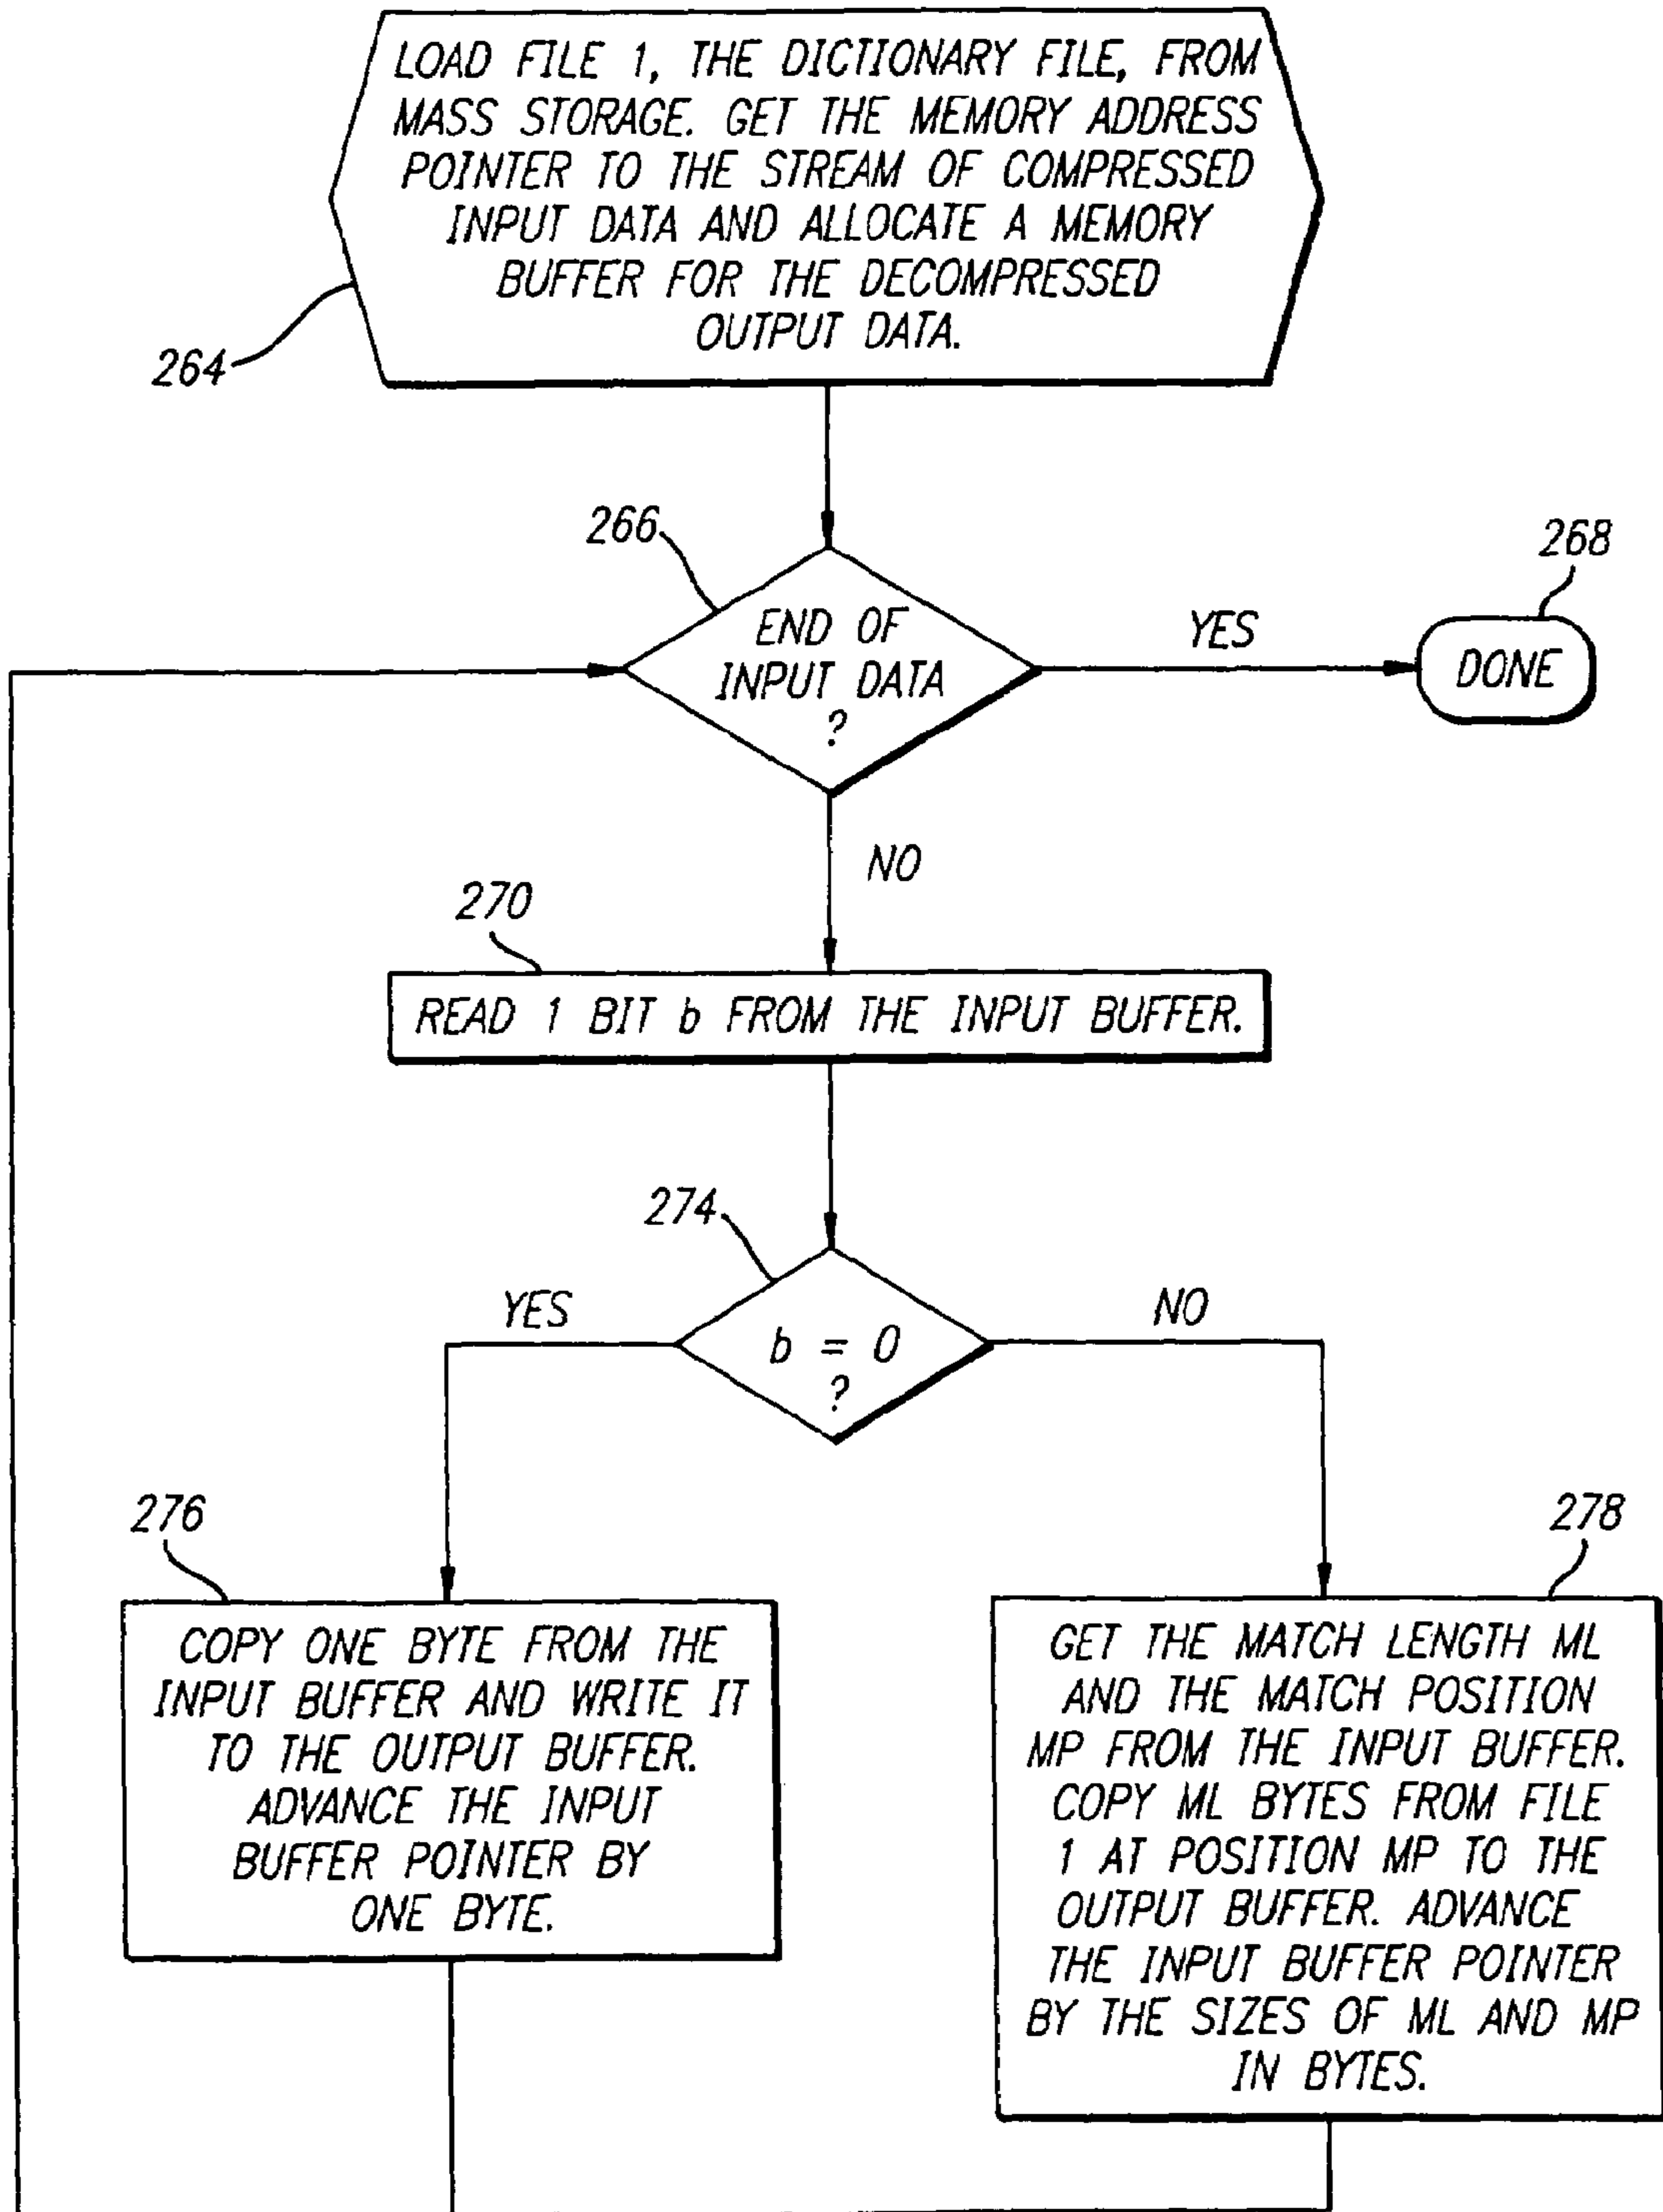 LOAD FILE 1, THE DICTIONARY FILE, FROM
MASS STORAGE. GET THE MEMORY ADDRESS
POINTER TO THE STREAM OF COMPRESSED
INPUT DATA AND ALLOCATE A MEMORY
BUFFER FOR THE DECOMPRESSED
OUTPUT DATA.
264
266
268
END OF
INPUT DATA
?
YES
DONE
NO
270
READ 1 BIT b FROM THE INPUT BUFFER.
274
YES
b = 0
?
NO
276
278
COPY ONE BYTE FROM THE
INPUT BUFFER AND WRITE IT
TO THE OUTPUT BUFFER.
ADVANCE THE INPUT
BUFFER POINTER BY
ONE BYTE.
GET THE MATCH LENGTH ML
AND THE MATCH POSITION
MP FROM THE INPUT BUFFER.
COPY ML BYTES FROM FILE
1 AT POSITION MP TO THE
OUTPUT BUFFER. ADVANCE
THE INPUT BUFFER POINTER
BY THE SIZES OF ML AND MP
IN BYTES.